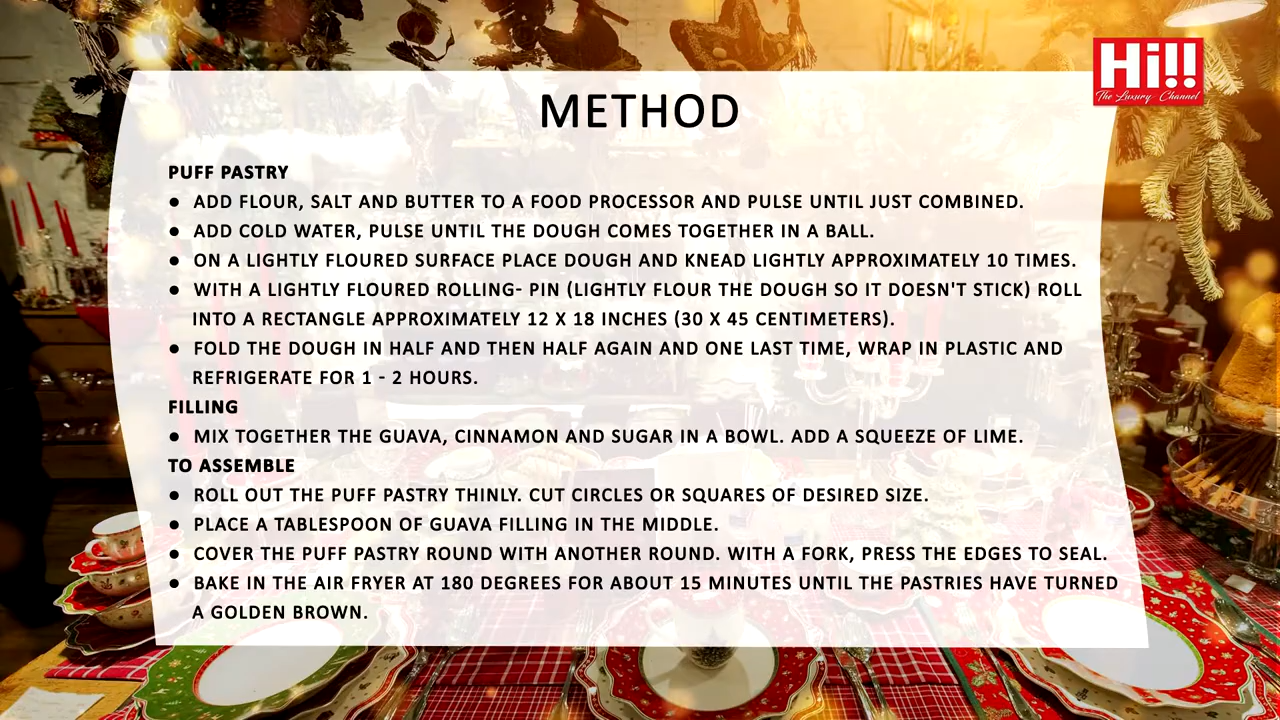 Hi!!
The Luxury Channel
METHOD
PUFF PASTRY
● ADD FLOUR, SALT AND BUTTER TO A FOOD PROCESSOR AND PULSE UNTIL JUST COMBINED.
● ADD COLD WATER, PULSE UNTIL THE DOUGH COMES TOGETHER IN A BALL.
● ON A LIGHTLY FLOURED SURFACE PLACE DOUGH AND KNEAD LIGHTLY APPROXIMATELY 10 TIMES.
● WITH A LIGHTLY FLOURED ROLLING- PIN (LIGHTLY FLOUR THE DOUGH SO IT DOESN'T STICK) ROLL
INTO A RECTANGLE APPROXIMATELY 12 X 18 INCHES (30 X 45 CENTIMETERS).
● FOLD THE DOUGH IN HALF AND THEN HALF AGAIN AND ONE LAST TIME, WRAP IN PLASTIC AND
REFRIGERATE FOR 1 - 2 HOURS.
FILLING
● MIX TOGETHER THE GUAVA, CINNAMON AND SUGAR IN A BOWL. ADD A SQUEEZE OF LIME.
TO ASSEMBLE
● ROLL OUT THE PUFF PASTRY THINLY. CUT CIRCLES OR SQUARES OF DESIRED SIZE.
● PLACE A TABLESPOON OF GUAVA FILLING IN THE MIDDLE.
● COVER THE PUFF PASTRY ROUND WITH ANOTHER ROUND. WITH A FORK, PRESS THE EDGES TO SEAL.
● BAKE IN THE AIR FRYER AT 180 DEGREES FOR ABOUT 15 MINUTES UNTIL THE PASTRIES HAVE TURNED
A GOLDEN BROWN.